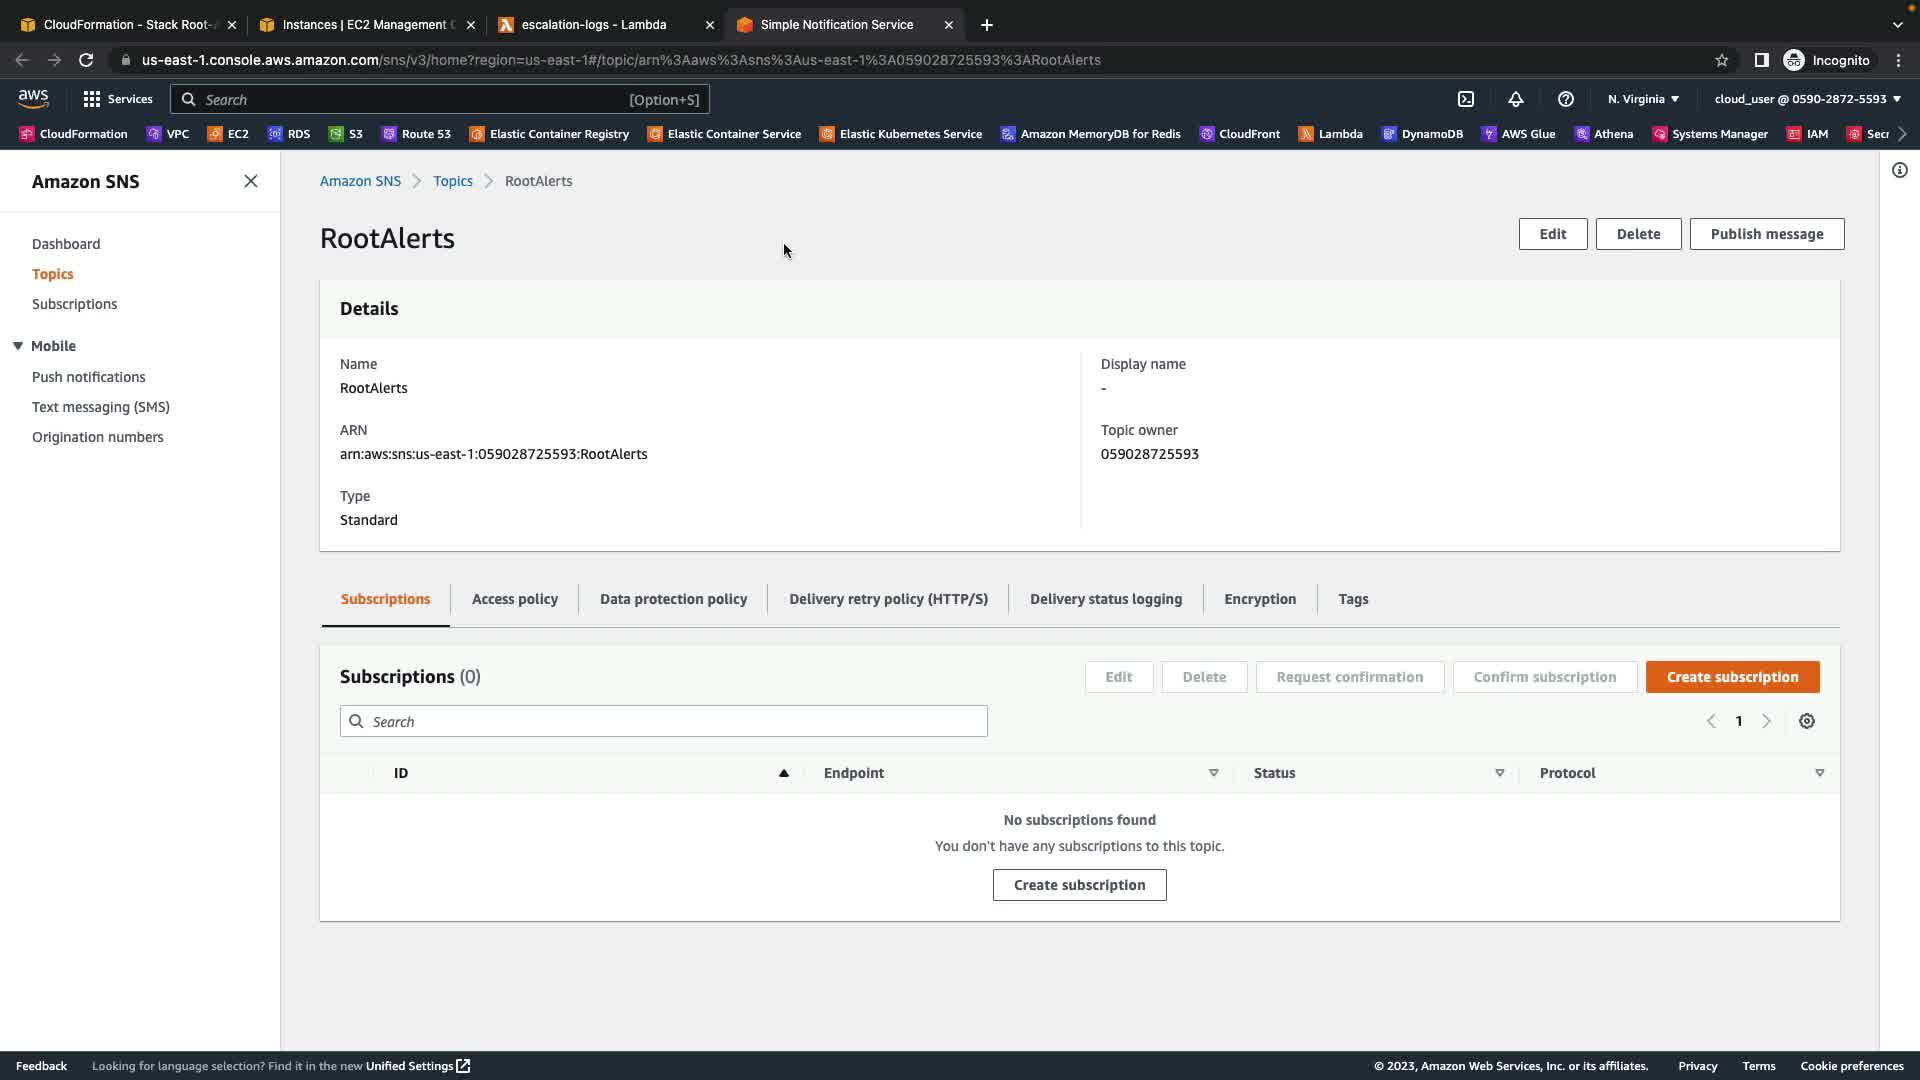 CloudFormation - Stack Root-
Instances | EC2 Management
escalation-logs - Lambda
Simple Notification Service
us-east-1.console.aws.amazon.com/sns/v3/home?region=us-east-1#/topic/arn%3Aaws%3Asns%3Aus-east-1%3A059028725593%3ARootAlerts
Incognito
aws
Services
Search
[Option+S]
N. Virginia
cloud_user @ 0590-2872-5593
CloudFormation
VPC
EC2
RDS
S3
Route 53
Elastic Container Registry
Elastic Container Service
Elastic Kubernetes Service
Amazon MemoryDB for Redis
CloudFront
Lambda
DynamoDB
AWS Glue
Athena
Systems Manager
IAM
Secr
Amazon SNS
Dashboard
Topics
Subscriptions
Mobile
Push notifications
Text messaging (SMS)
Origination numbers
Amazon SNS
Topics
RootAlerts
RootAlerts
Edit
Delete
Publish message
Details
Name
RootAlerts
ARN
arn:aws:sns:us-east-1:059028725593:RootAlerts
Type
Standard
Display name
-
Topic owner
059028725593
Subscriptions
Access policy
Data protection policy
Delivery retry policy (HTTP/S)
Delivery status logging
Encryption
Tags
Subscriptions (0)
Edit
Delete
Request confirmation
Confirm subscription
Create subscription
Search
1
ID
Endpoint
Status
Protocol
No subscriptions found
You don't have any subscriptions to this topic.
Create subscription
Feedback
Looking for language selection? Find it in the new Unified Settings
© 2023, Amazon Web Services, Inc. or its affiliates.
Privacy
Terms
Cookie preferences